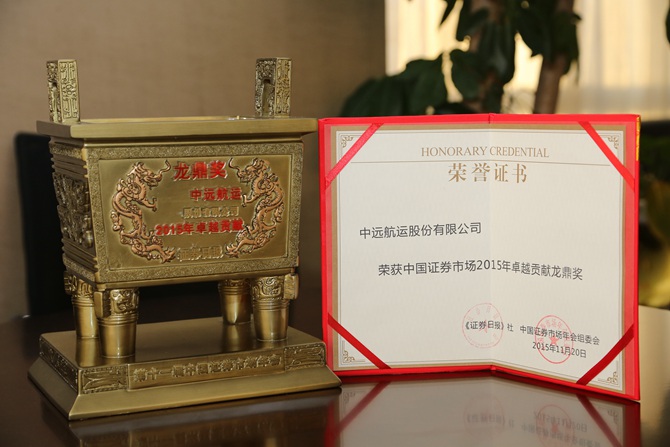 龙鼎奖
中远航运
2015年卓越贡献
HONORARY CREDENTIAL
荣誉证书
中远航运股份有限公司
荣获中国证券市场2015年卓越贡献龙鼎奖
《证券日报》社 中国证券市场年会组委会
2015年11月20日